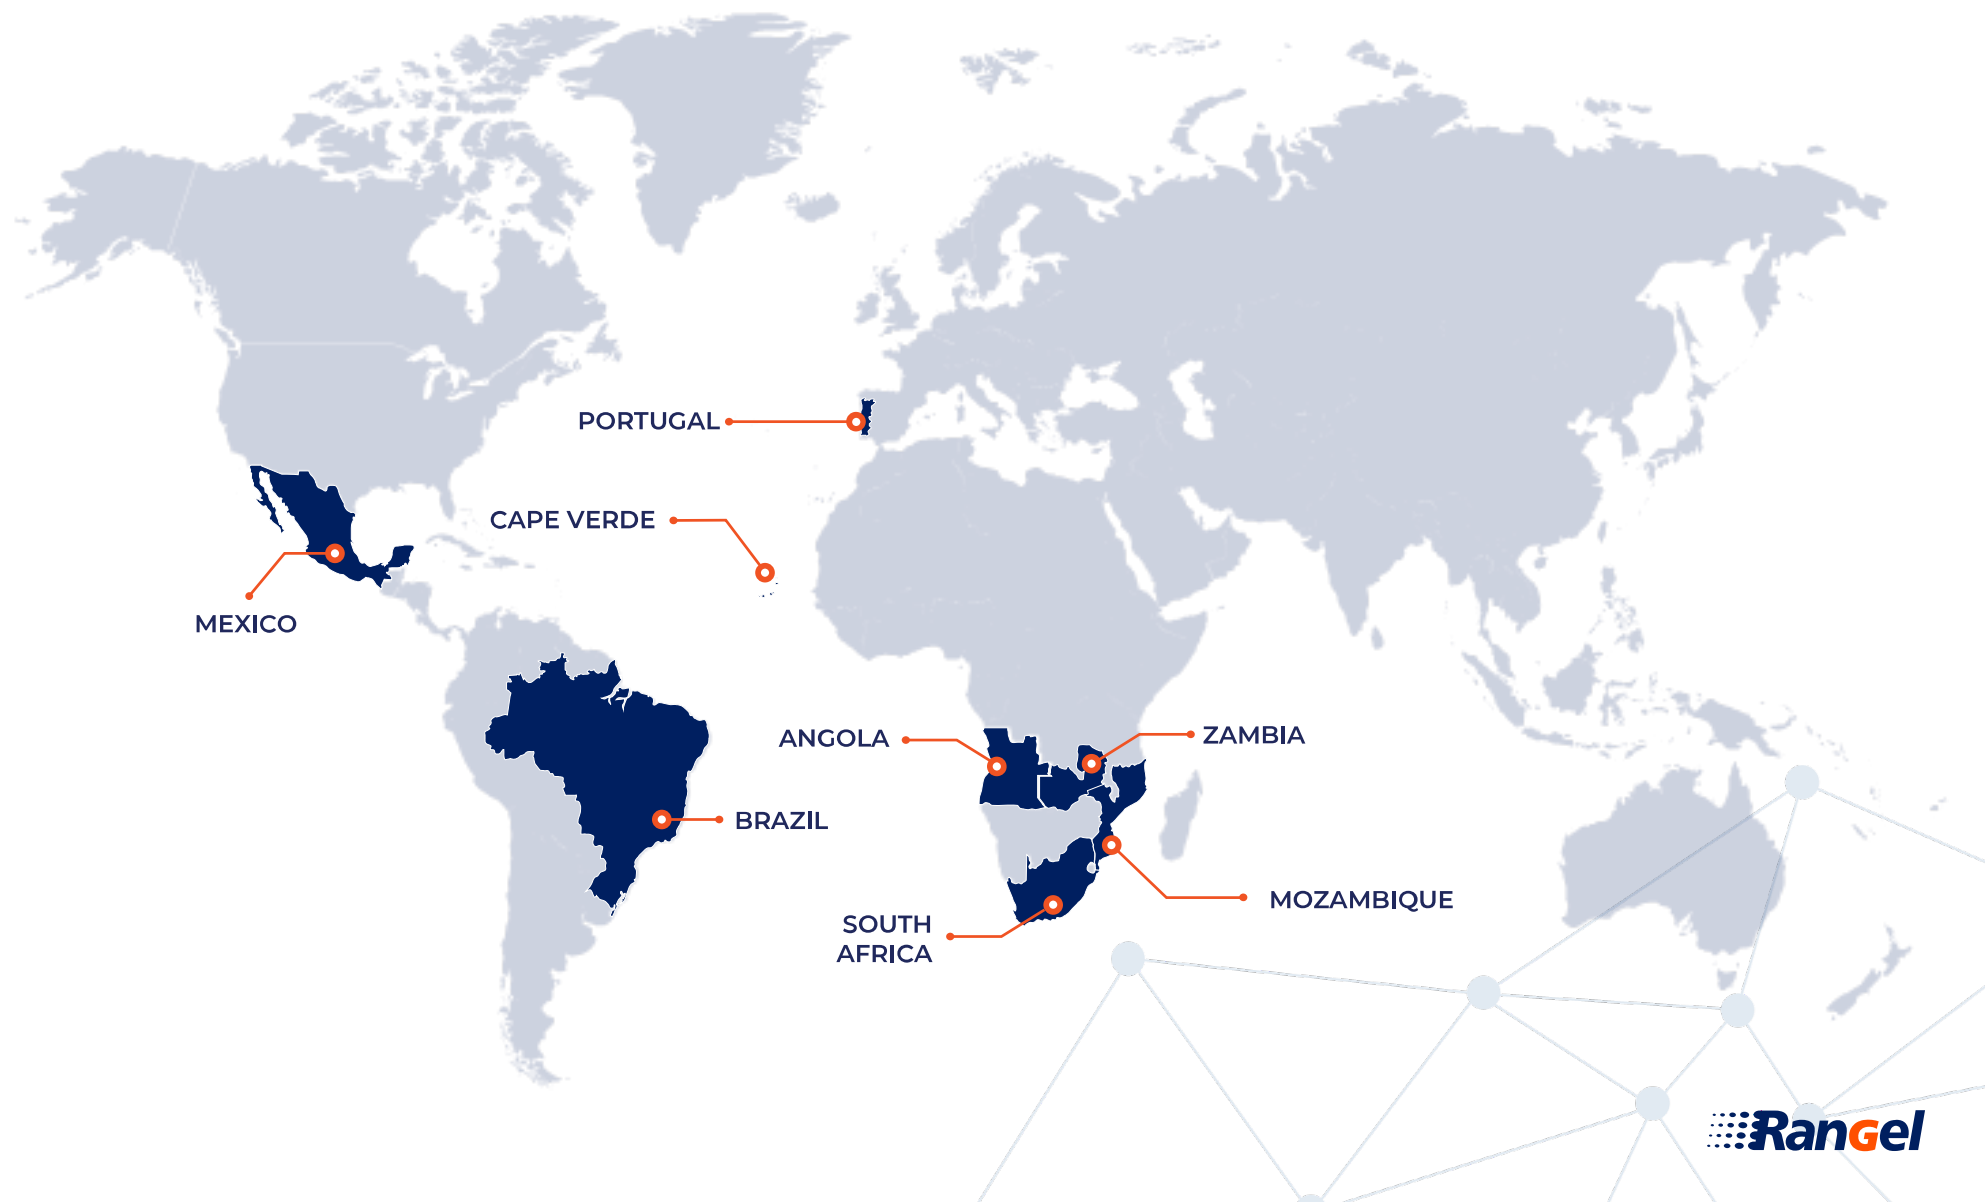 PORTUGAL
CAPE VERDE
MEXICO
ANGOLA
ZAMBIA
BRAZIL
MOZAMBIQUE
SOUTH
AFRICA
Rangel